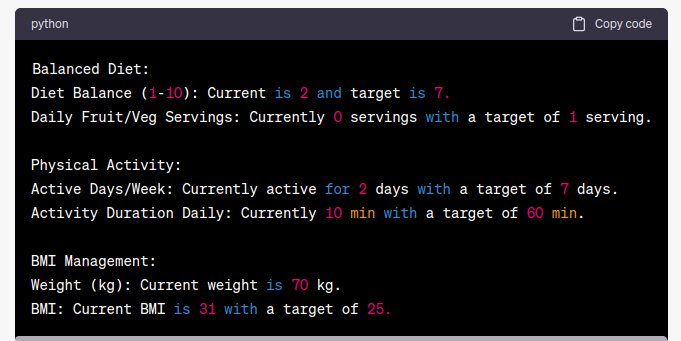 python
Copy code
Balanced Diet:
Diet Balance (1-10): Current is 2 and target is 7.
Daily Fruit/Veg Servings: Currently 0 servings with a target of 1 serving.
Physical Activity:
Active Days/Week: Currently active for 2 days with a target of 7 days.
Activity Duration Daily: Currently 10 min with a target of 60 min.
BMI Management:
Weight (kg): Current weight is 70 kg.
BMI: Current BMI is 31 with a target of 25.